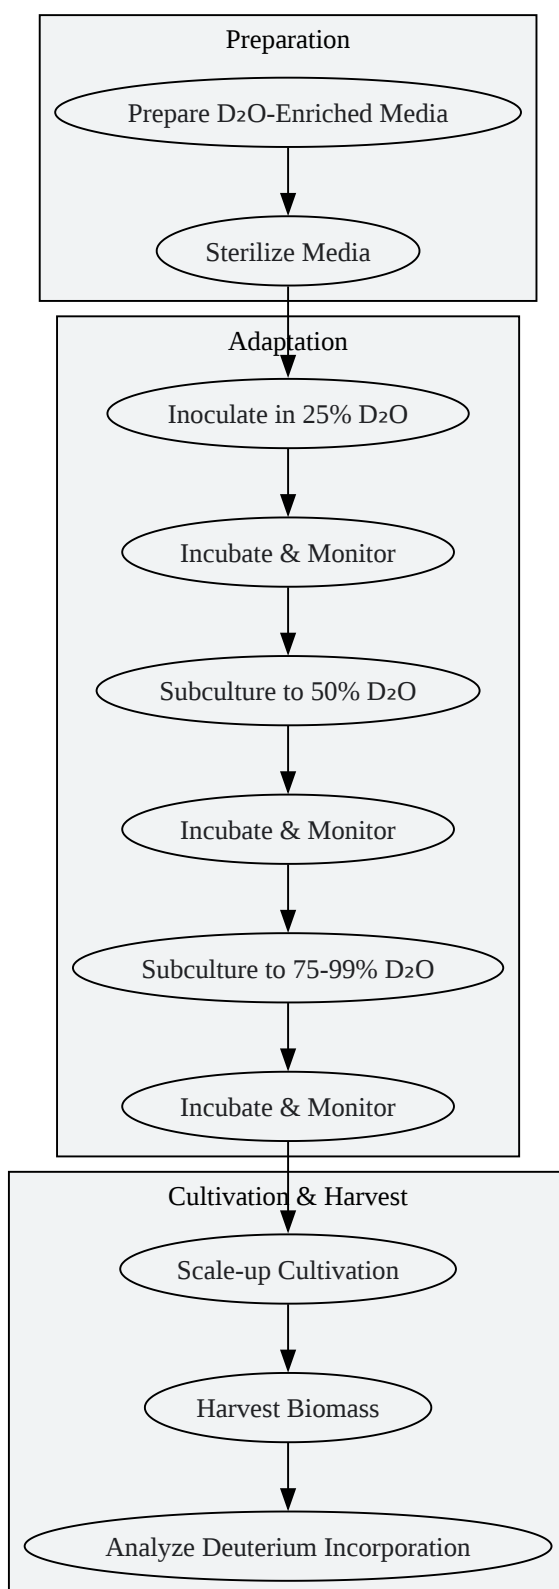 Preparation
Prepare D₂O-Enriched Media
Sterilize Media
Adaptation
Inoculate in 25% D₂O
Incubate & Monitor
Subculture to 50% D₂O
Incubate & Monitor
Subculture to 75-99% D₂O
Incubate & Monitor
Cultivation & Harvest
Scale-up Cultivation
Harvest Biomass
Analyze Deuterium Incorporation